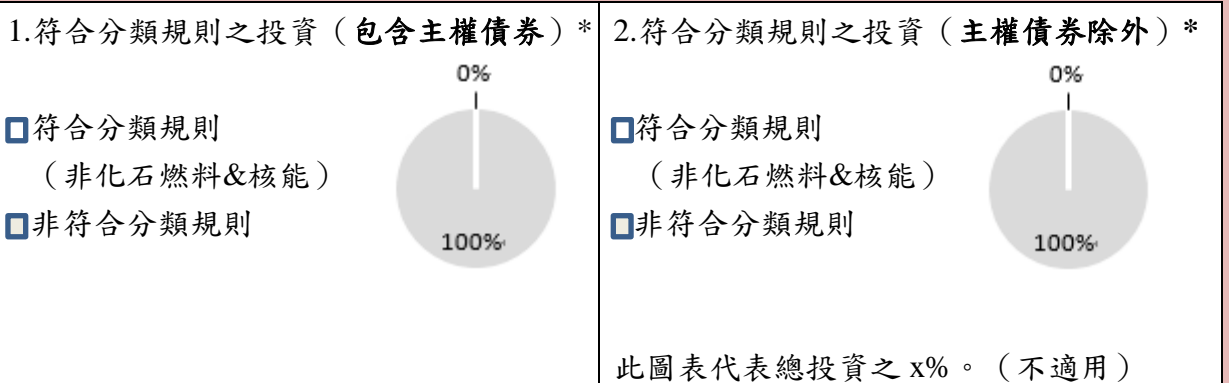 1.符合分類規則之投資（包含主權債券）*
0%
符合分類規則
（非化石燃料&核能）
非符合分類規則
100%
2.符合分類規則之投資（主權債券除外）*
0%
符合分類規則
（非化石燃料&核能）
非符合分類規則
100%
此圖表代表總投資之 x%。（不適用）